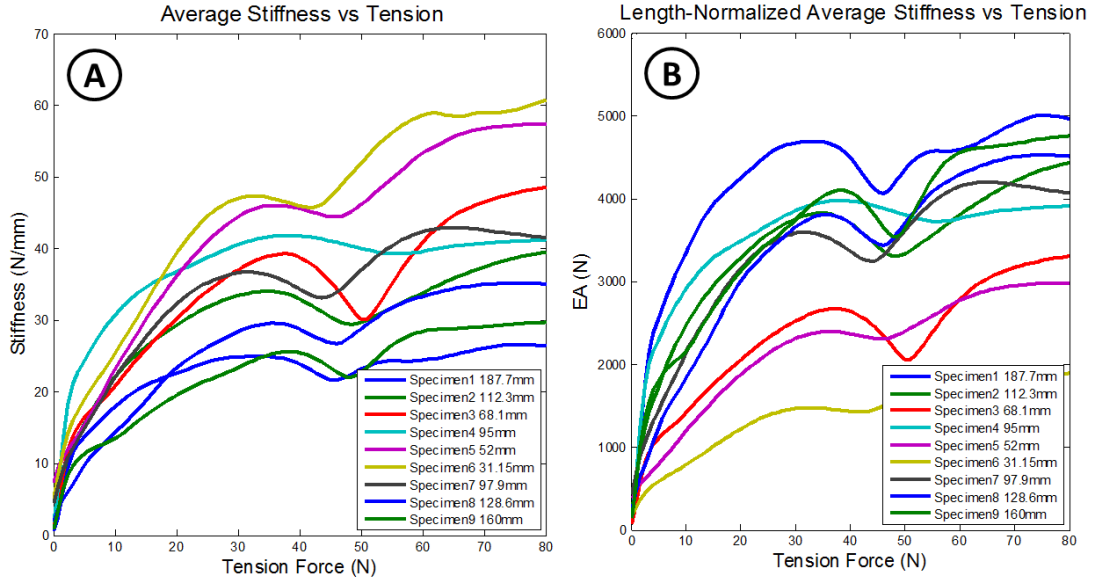 Average Stiffness vs Tension
A
70
60
50
40
30
20
10
0
Stiffness (N/mm)
0 10 20 30 40 50 60 70 80
Tension Force (N)
Specimen1 187.7mm
Specimen2 112.3mm
Specimen3 68.1mm
Specimen4 95mm
Specimen5 52mm
Specimen6 31.15mm
Specimen7 97.9mm
Specimen8 128.6mm
Specimen9 160mm
Length-Normalized Average Stiffness vs Tension
B
6000
5000
4000
3000
2000
1000
0
EA (N)
0 10 20 30 40 50 60 70 80
Tension Force (N)
Specimen1 187.7mm
Specimen2 112.3mm
Specimen3 68.1mm
Specimen4 95mm
Specimen5 52mm
Specimen6 31.15mm
Specimen7 97.9mm
Specimen8 128.6mm
Specimen9 160mm